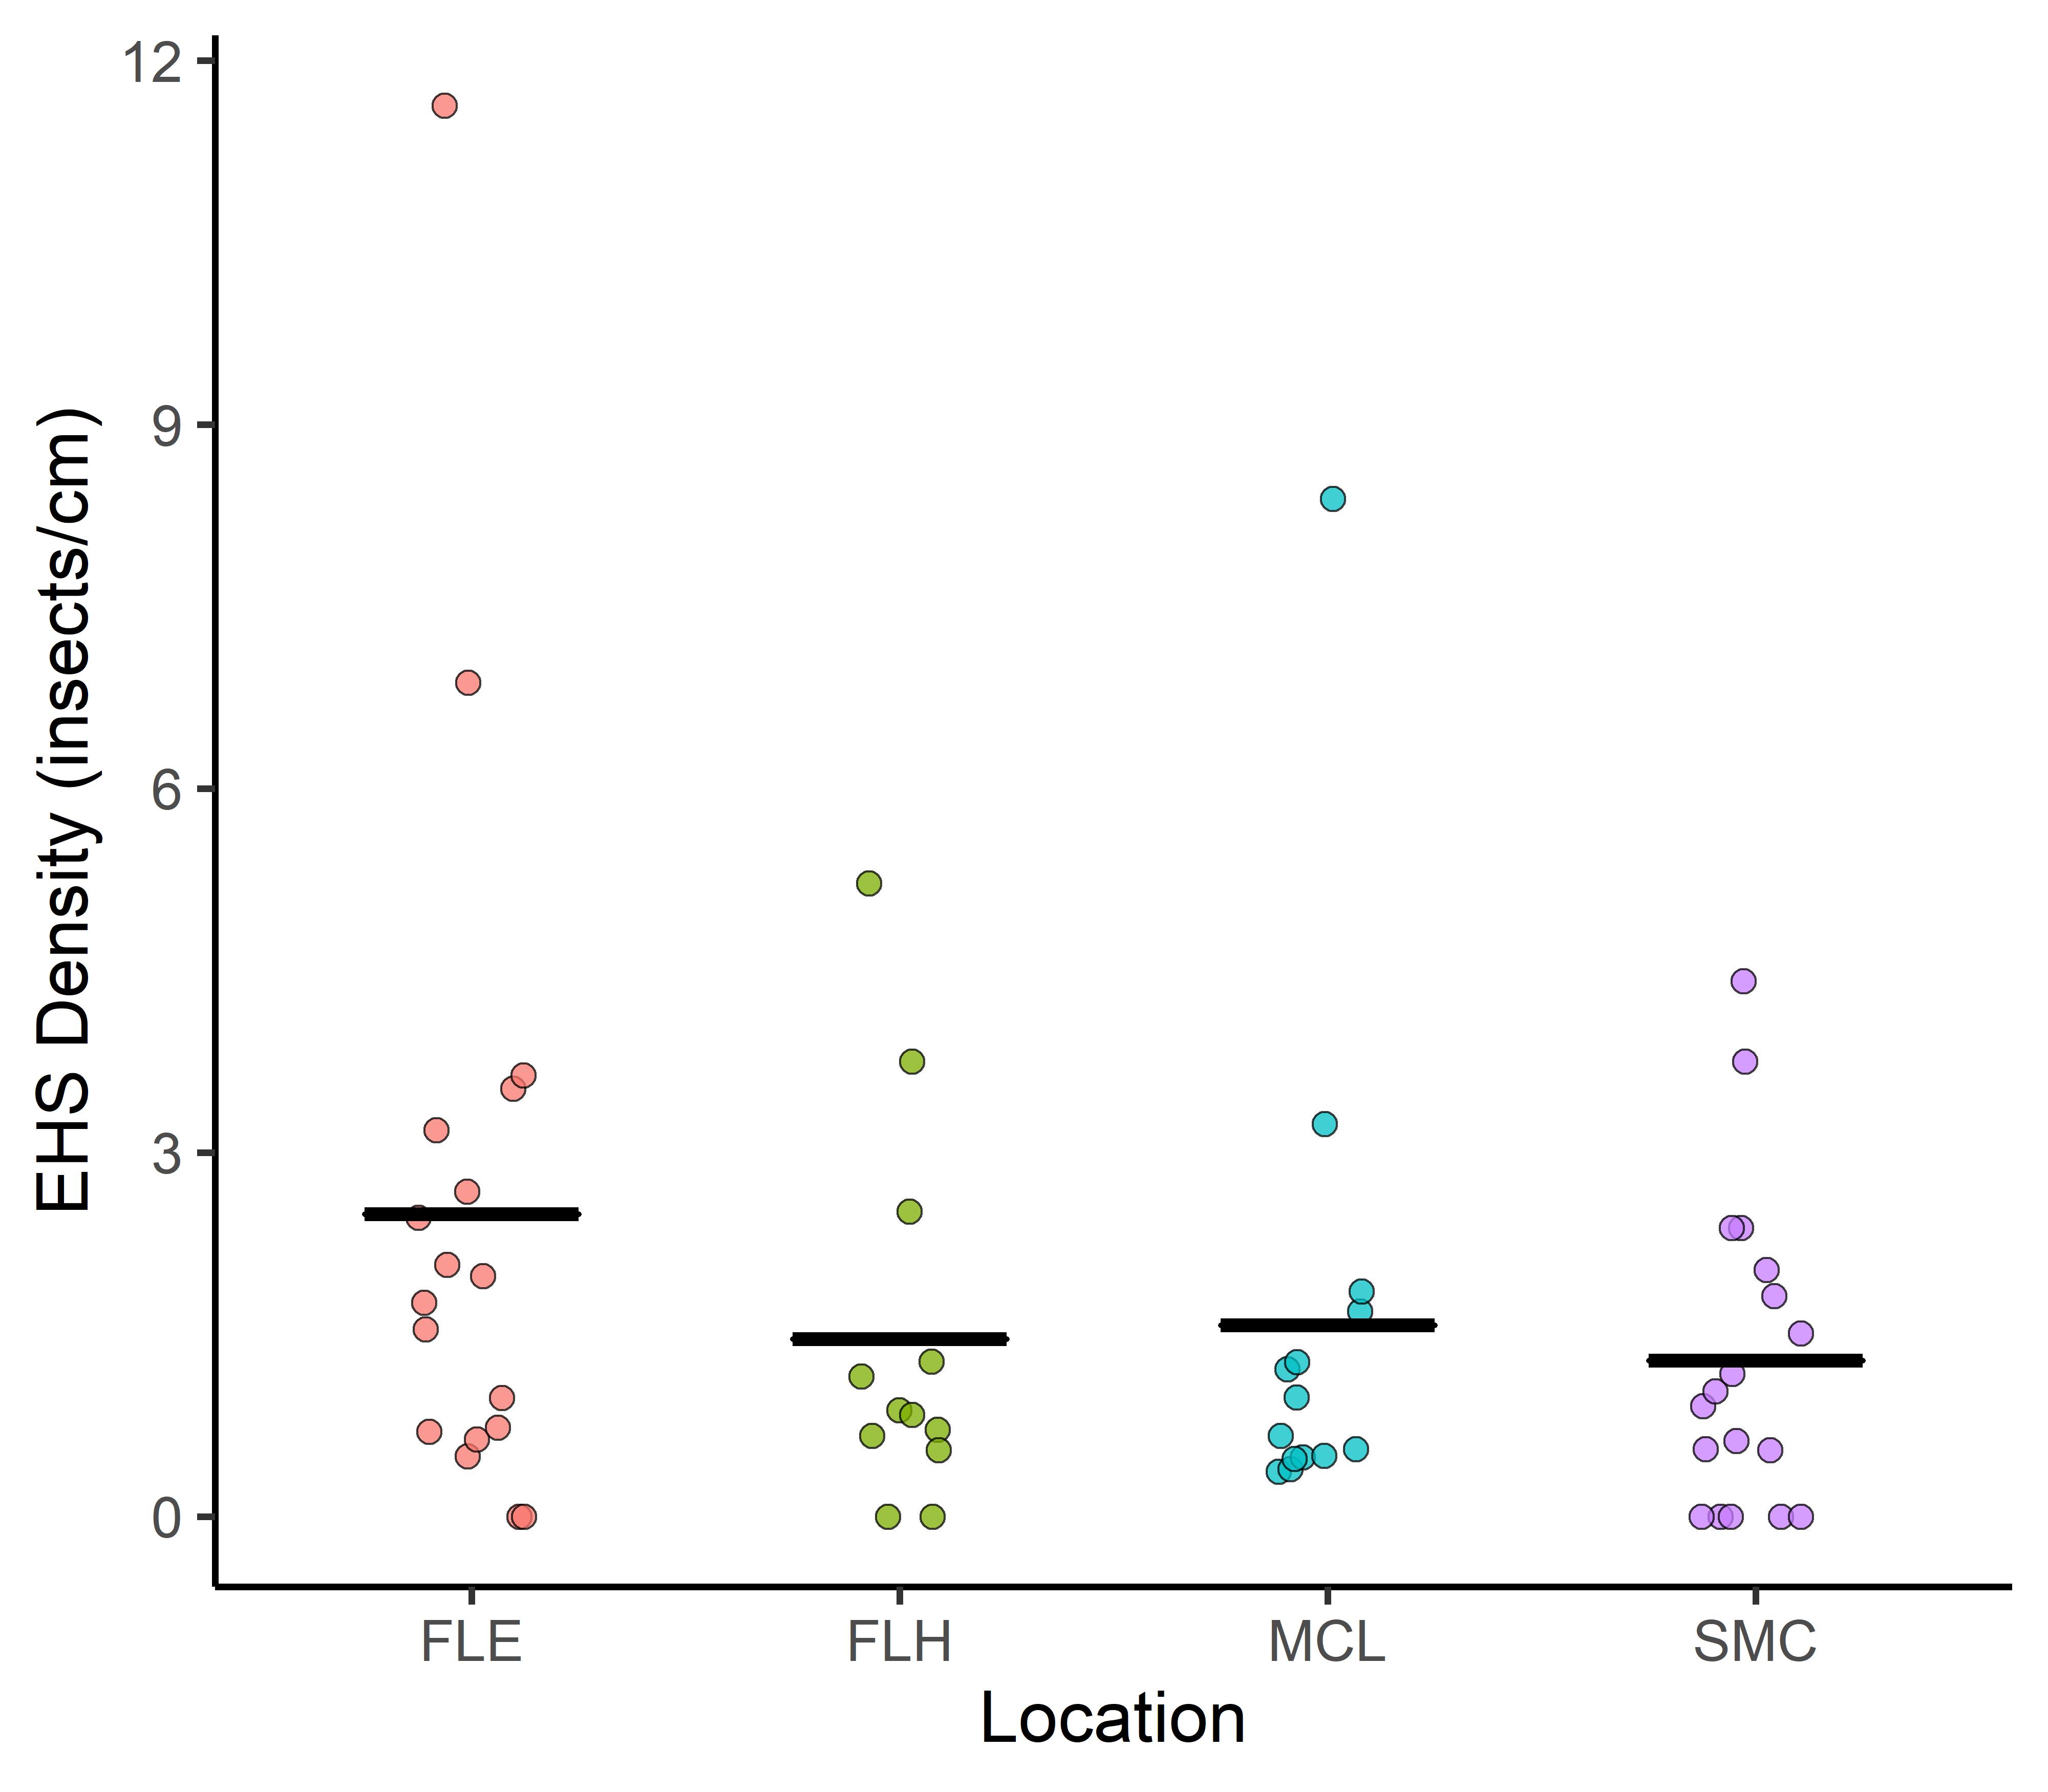 EHS Density (insects/cm)
12
9
6
3
0
FLE FLH MCL SMC
Location